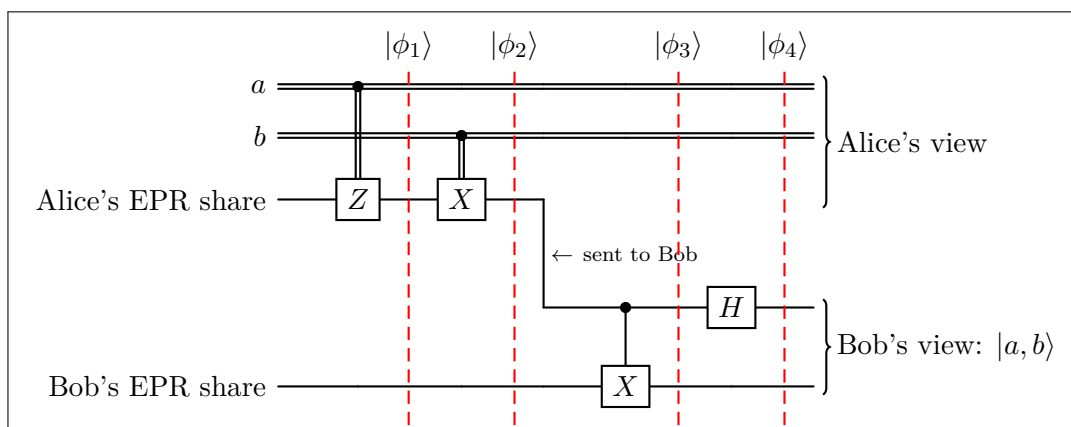 |ϕ₁⟩ |ϕ₂⟩ |ϕ₃⟩ |ϕ₄⟩
a
b
Alice's view
Alice's EPR share Z X
← sent to Bob
H
Bob's view: |a, b⟩
Bob's EPR share X